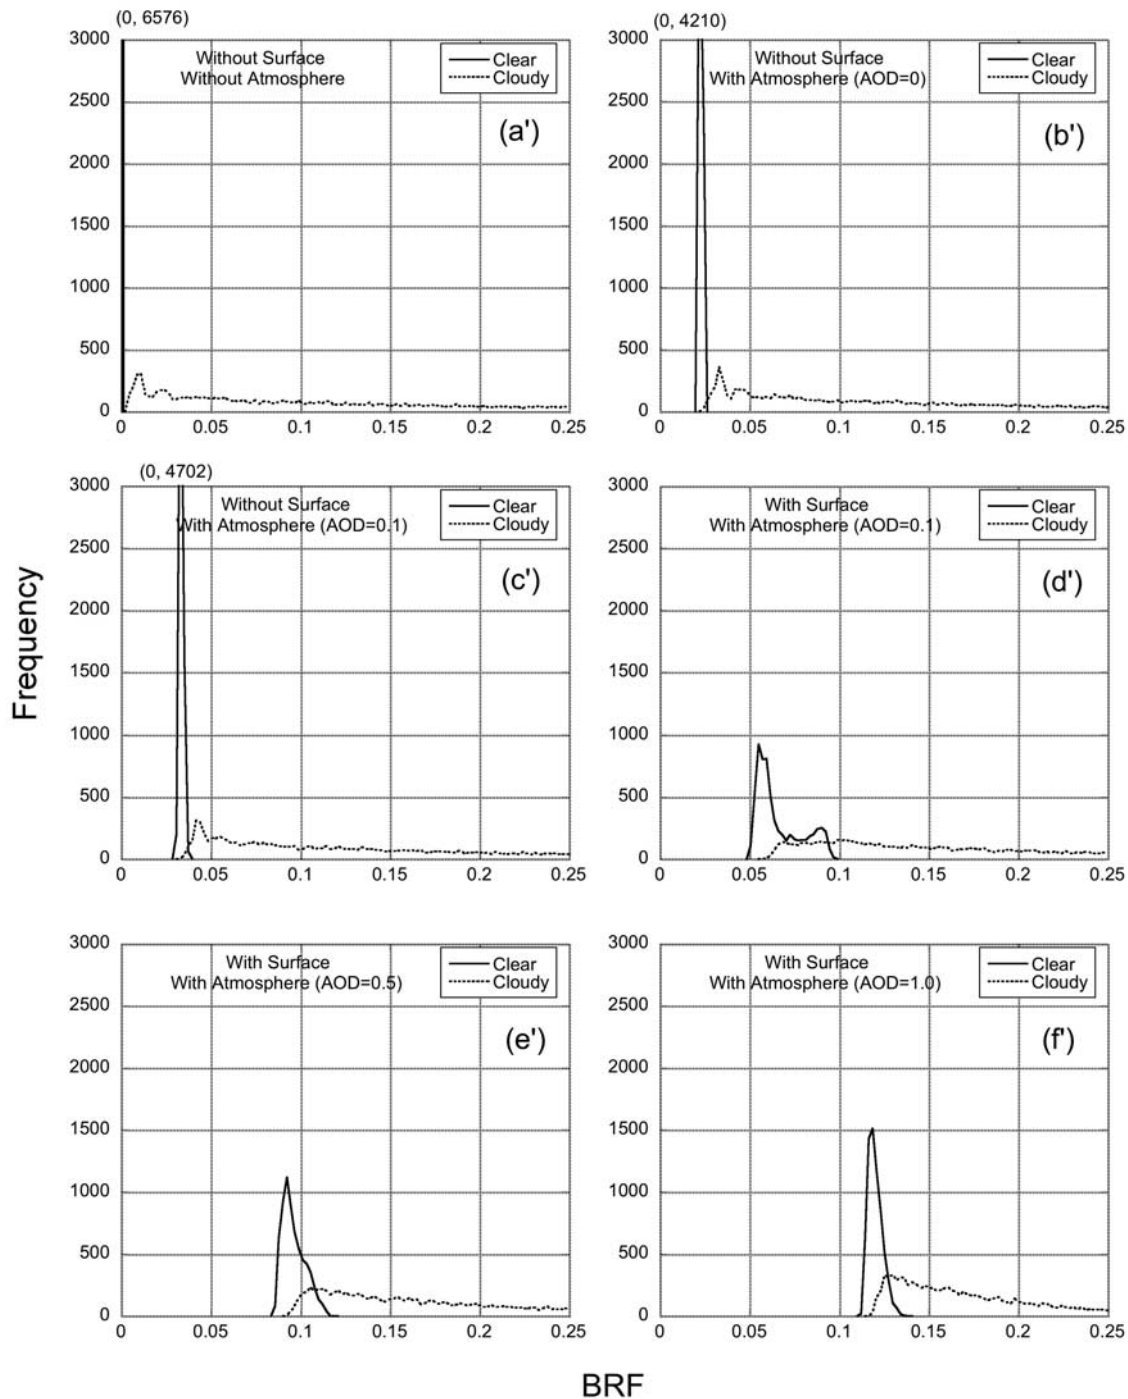 (0, 6576)
3000
2500
2000
1500
1000
500
0
0
0.05
0.1
0.15
0.2
0.25
Without Surface
Without Atmosphere
Clear
Cloudy
(a')
(0, 4210)
3000
2500
2000
1500
1000
500
0
0
0.05
0.1
0.15
0.2
0.25
Without Surface
With Atmosphere (AOD=0)
Clear
Cloudy
(b')
(0, 4702)
3000
2500
2000
1500
1000
500
0
0
0.05
0.1
0.15
0.2
0.25
Without Surface
With Atmosphere (AOD=0.1)
Clear
Cloudy
(c')
3000
2500
2000
1500
1000
500
0
0
0.05
0.1
0.15
0.2
0.25
With Surface
With Atmosphere (AOD=0.1)
Clear
Cloudy
(d')
Frequency
3000
2500
2000
1500
1000
500
0
0
0.05
0.1
0.15
0.2
0.25
With Surface
With Atmosphere (AOD=0.5)
Clear
Cloudy
(e')
3000
2500
2000
1500
1000
500
0
0
0.05
0.1
0.15
0.2
0.25
With Surface
With Atmosphere (AOD=1.0)
Clear
Cloudy
(f')
BRF